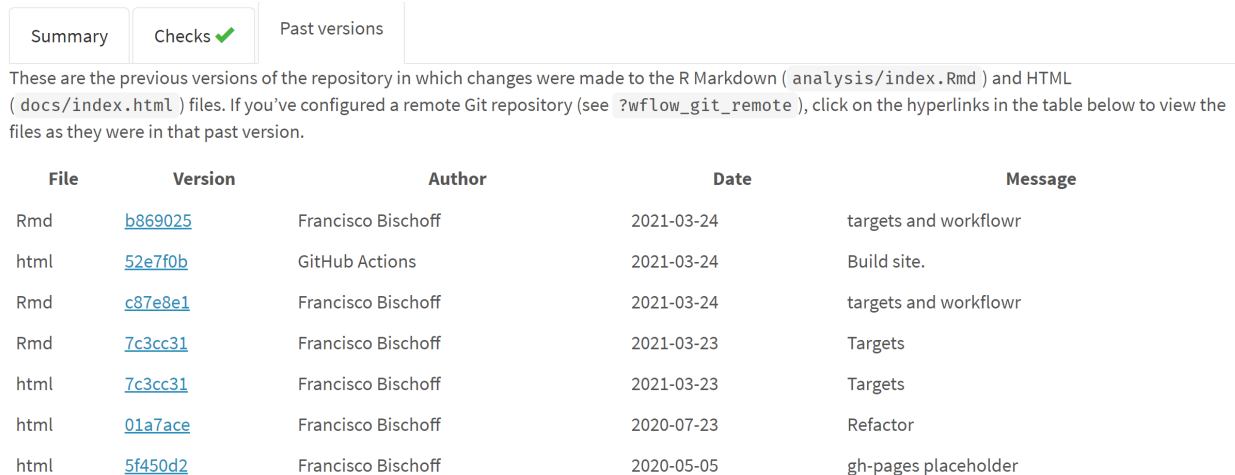 Summary Checks Past versions
These are the previous versions of the repository in which changes were made to the R Markdown ( analysis/index.Rmd ) and HTML
( docs/index.html ) files. If you’ve configured a remote Git repository (see ?wflow_git_remote ), click on the hyperlinks in the table below to view the
files as they were in that past version.
File Version Author Date Message
Rmd b869025 Francisco Bischoff 2021-03-24 targets and workflowr
html 52e7f0b GitHub Actions 2021-03-24 Build site.
Rmd c87e8e1 Francisco Bischoff 2021-03-24 targets and workflowr
Rmd 7c3cc31 Francisco Bischoff 2021-03-23 Targets
html 7c3cc31 Francisco Bischoff 2021-03-23 Targets
html 01a7ace Francisco Bischoff 2020-07-23 Refactor
html 5f450d2 Francisco Bischoff 2020-05-05 gh-pages placeholder